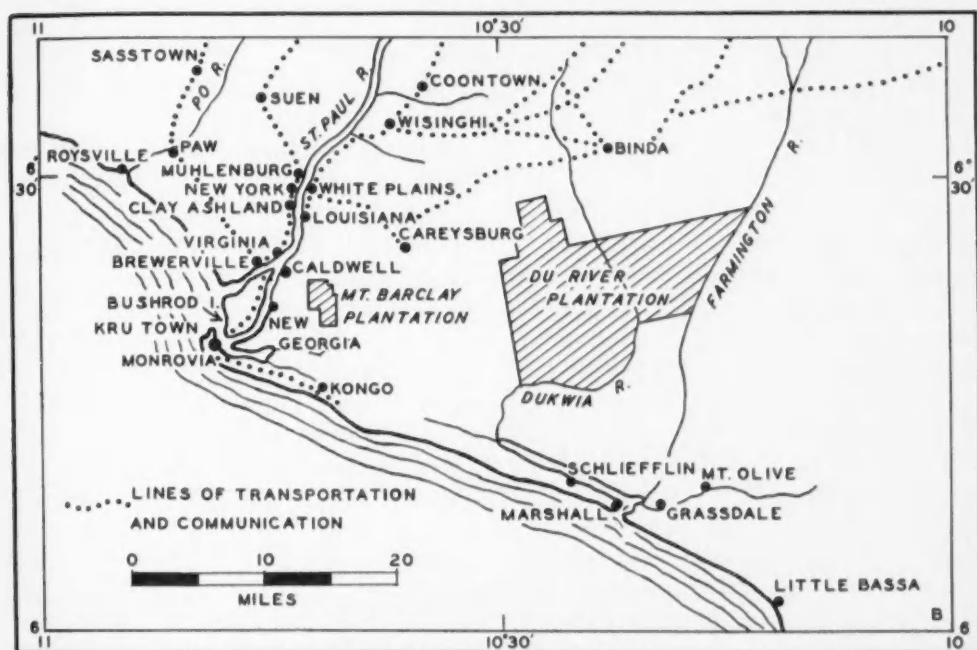 11
10°30'
10
SASSTOWN
PO R.
SUEN
ST. PAUL R.
COONTOWN
WISINGHI
BINDA
R.
ROYSVILLE
PAW
6
30
6
30
MUHLENBURG
NEW YORK
WHITE PLAINS
CLAY ASHLAND
LOUISIANA
CAREYSBURG
VIRGINIA
BREWERVILLE
CALDWELL
BUSHROD I.
KRU TOWN
MONROVIA
NEW
GEORGIA
MT. BARCLAY
PLANTATION
DU RIVER
PLANTATION
FARMINGTON
KONGO
DUKWIA
R.
SCHLIEFFLIN
MT. OLIVE
MARSHALL
GRASSDALE
LINES OF TRANSPORTATION
AND COMMUNICATION
0 10 20
MILES
LITTLE BASSA
B
6
6
11
10°30'
10